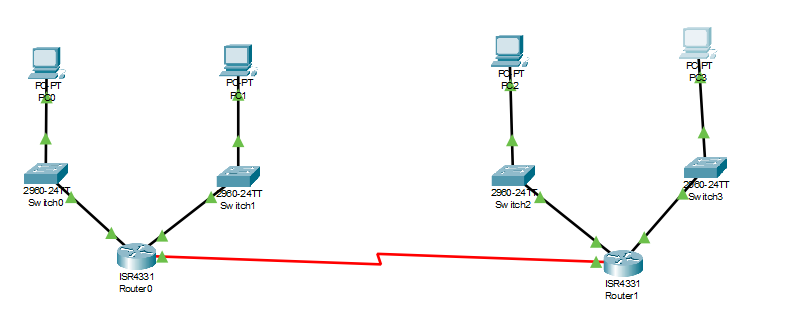 PC-PT
PC0
PC-PT
PC1
PC-PT
PC2
PC-PT
PC3
2960-24TT
Switch0
2960-24TT
Switch1
2960-24TT
Switch2
2960-24TT
Switch3
ISR4331
Router0
ISR4331
Router1